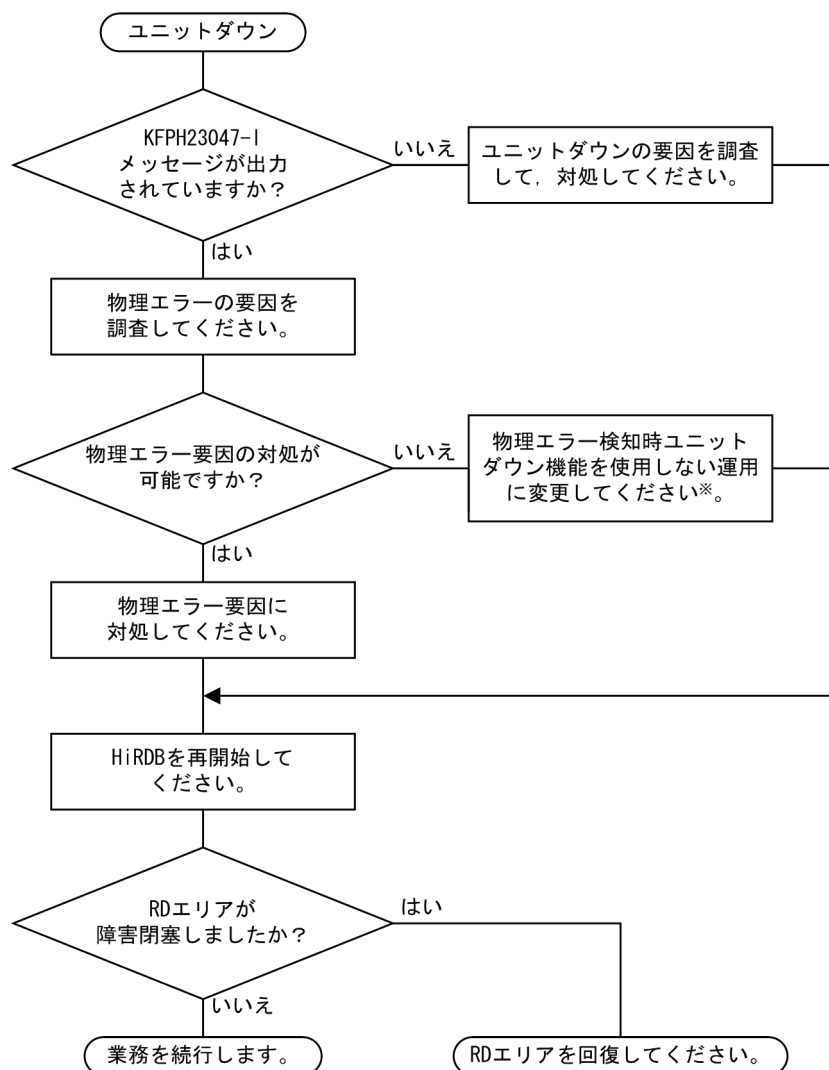 ユニットダウン
KFPH23047-I
メッセージが出力
されていますか？
いいえ
ユニットダウンの要因を調査
して，対処してください。
はい
物理エラーの要因を
調査してください。
物理エラー要因の対処が
可能ですか？
いいえ
物理エラー検知時ユニット
ダウン機能を使用しない運用
に変更してください※。
はい
物理エラー要因に
対処してください。
HiRDBを再開始して
ください。
RDエリアが
障害閉塞しましたか？
はい
いいえ
業務を続行します。
RDエリアを回復してください。